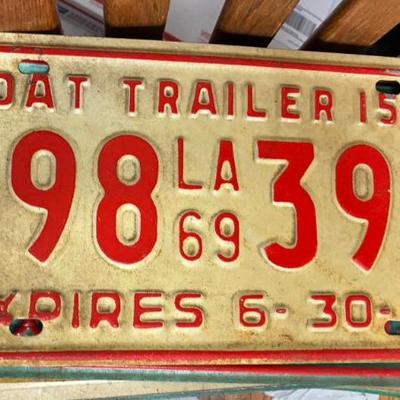 OAT TRAILER 15
98 LA 69 39
XPIRES 6-30-